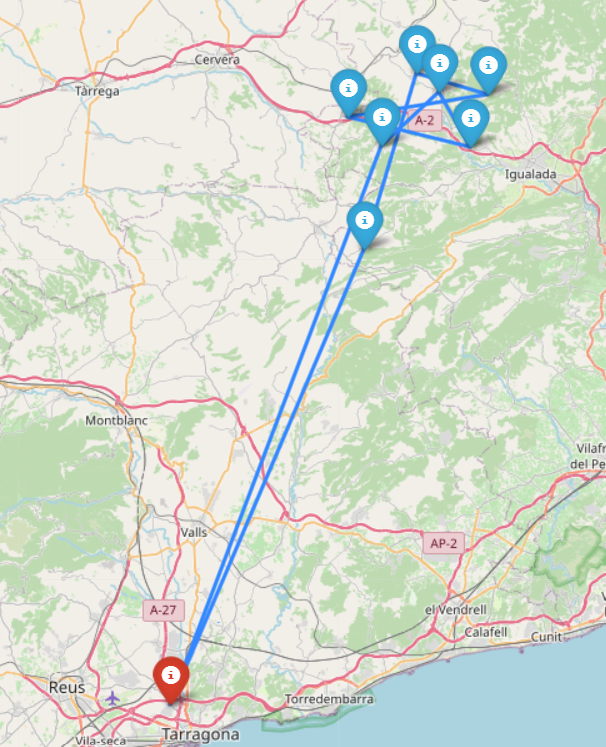 Cervera
Tàrrega
A-2
Igualada
Montblanc
Vilafr
del Pe
Valls
AP-2
A-27
el Vendrell
Calafell
Cunit
Reus
Torredembarra
Tarragona
Vila-seca